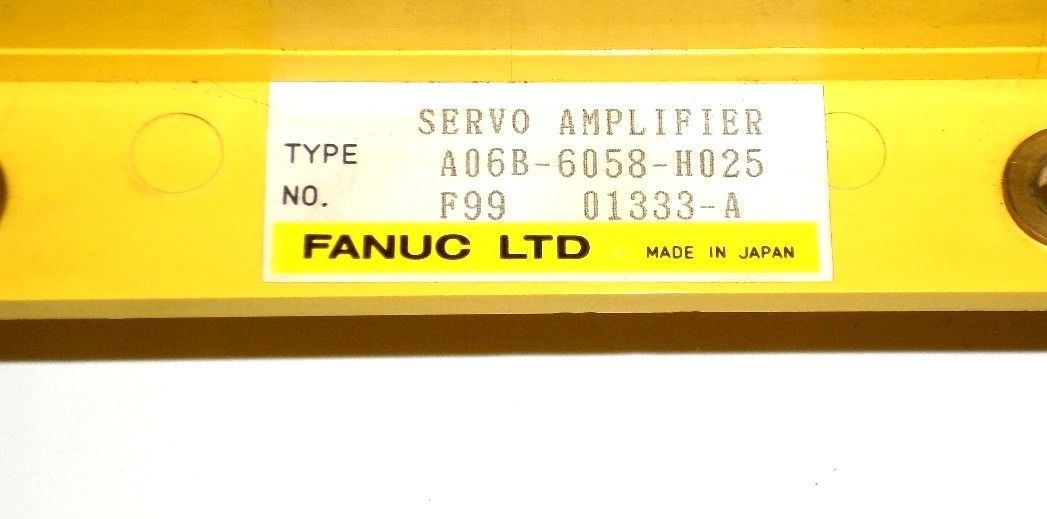 SERVO AMPLIFIER
TYPE A06B-6058-H025
NO. F99 01333-A
FANUC LTD MADE IN JAPAN